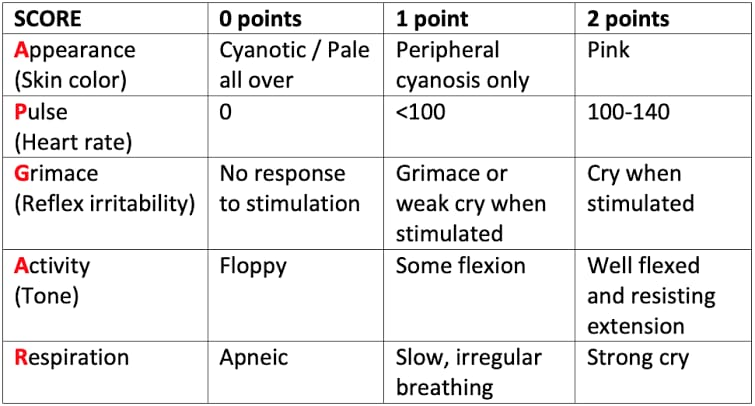 SCORE 0 points 1 point 2 points
Appearance Cyanotic / Pale Peripheral Pink
(Skin color) all over cyanosis only
Pulse 0 <100 100-140
(Heart rate)
Grimace No response Grimace or Cry when
(Reflex irritability) to stimulation weak cry when stimulated
stimulated
Activity Floppy Some flexion Well flexed
(Tone) and resisting
extension
Respiration Apneic Slow, irregular Strong cry
breathing